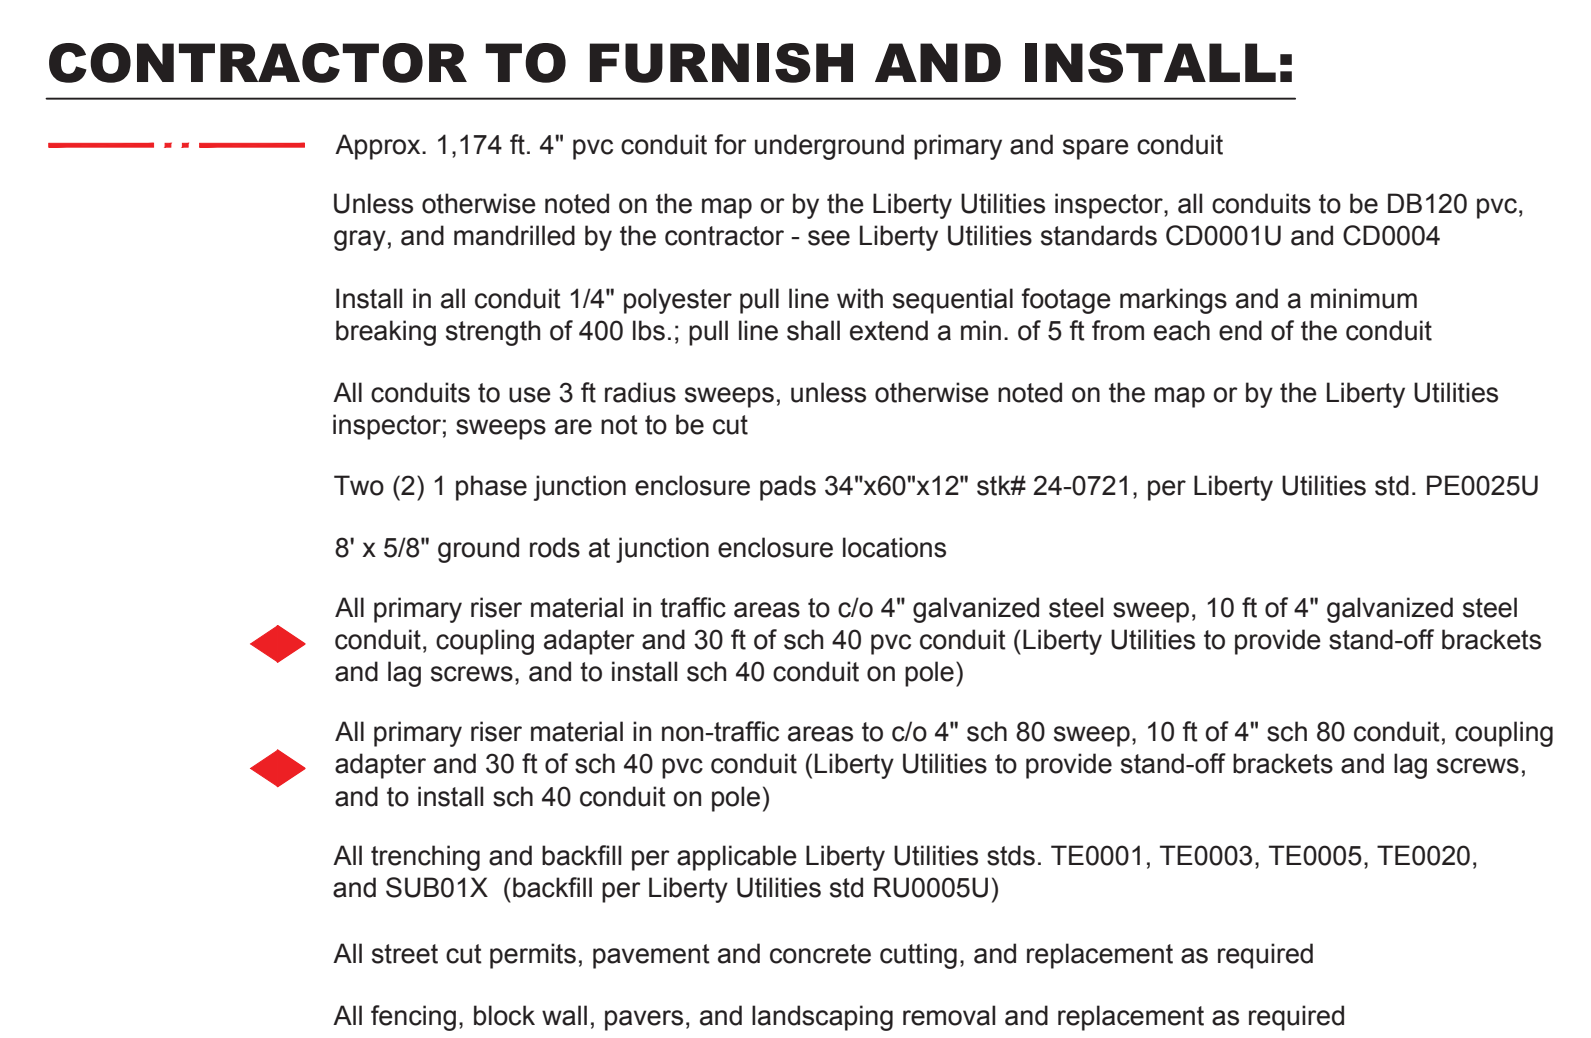 CONTRACTOR TO FURNISH AND INSTALL:
Approx. 1,174 ft. 4" pvc conduit for underground primary and spare conduit
Unless otherwise noted on the map or by the Liberty Utilities inspector, all conduits to be DB120 pvc,
gray, and mandrilled by the contractor - see Liberty Utilities standards CD0001U and CD0004
Install in all conduit 1/4" polyester pull line with sequential footage markings and a minimum
breaking strength of 400 lbs.; pull line shall extend a min. of 5 ft from each end of the conduit
All conduits to use 3 ft radius sweeps, unless otherwise noted on the map or by the Liberty Utilities
inspector; sweeps are not to be cut
Two (2) 1 phase junction enclosure pads 34"x60"x12" stk# 24-0721, per Liberty Utilities std. PE0025U
8' x 5/8" ground rods at junction enclosure locations
All primary riser material in traffic areas to c/o 4" galvanized steel sweep, 10 ft of 4" galvanized steel
conduit, coupling adapter and 30 ft of sch 40 pvc conduit (Liberty Utilities to provide stand-off brackets
and lag screws, and to install sch 40 conduit on pole)
All primary riser material in non-traffic areas to c/o 4" sch 80 sweep, 10 ft of 4" sch 80 conduit, coupling
adapter and 30 ft of sch 40 pvc conduit (Liberty Utilities to provide stand-off brackets and lag screws,
and to install sch 40 conduit on pole)
All trenching and backfill per applicable Liberty Utilities stds. TE0001, TE0003, TE0005, TE0020,
and SUB01X (backfill per Liberty Utilities std RU0005U)
All street cut permits, pavement and concrete cutting, and replacement as required
All fencing, block wall, pavers, and landscaping removal and replacement as required